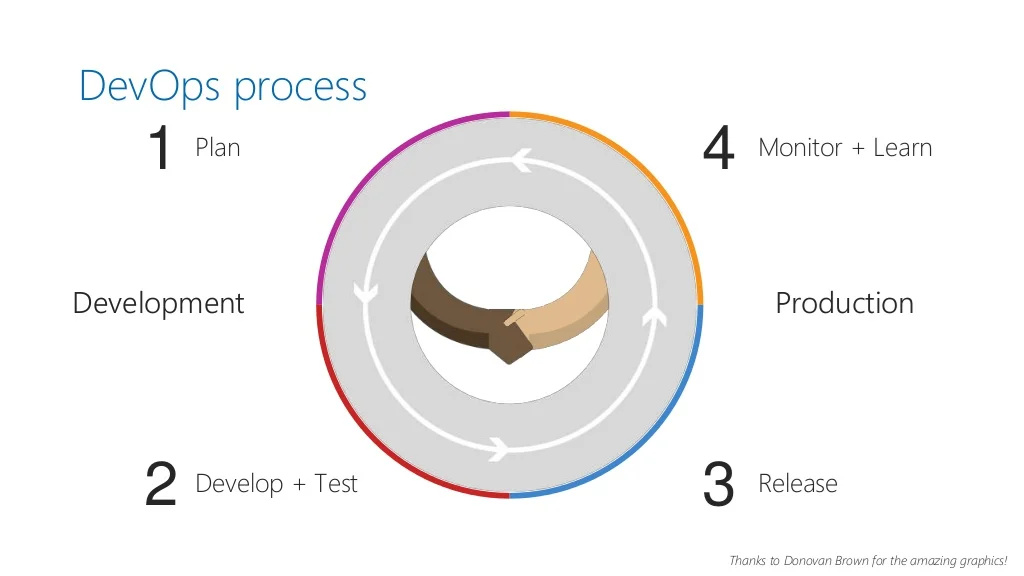 DevOps process
1 Plan
4 Monitor + Learn
Development
Production
2 Develop + Test
3 Release
Thanks to Donovan Brown for the amazing graphics!